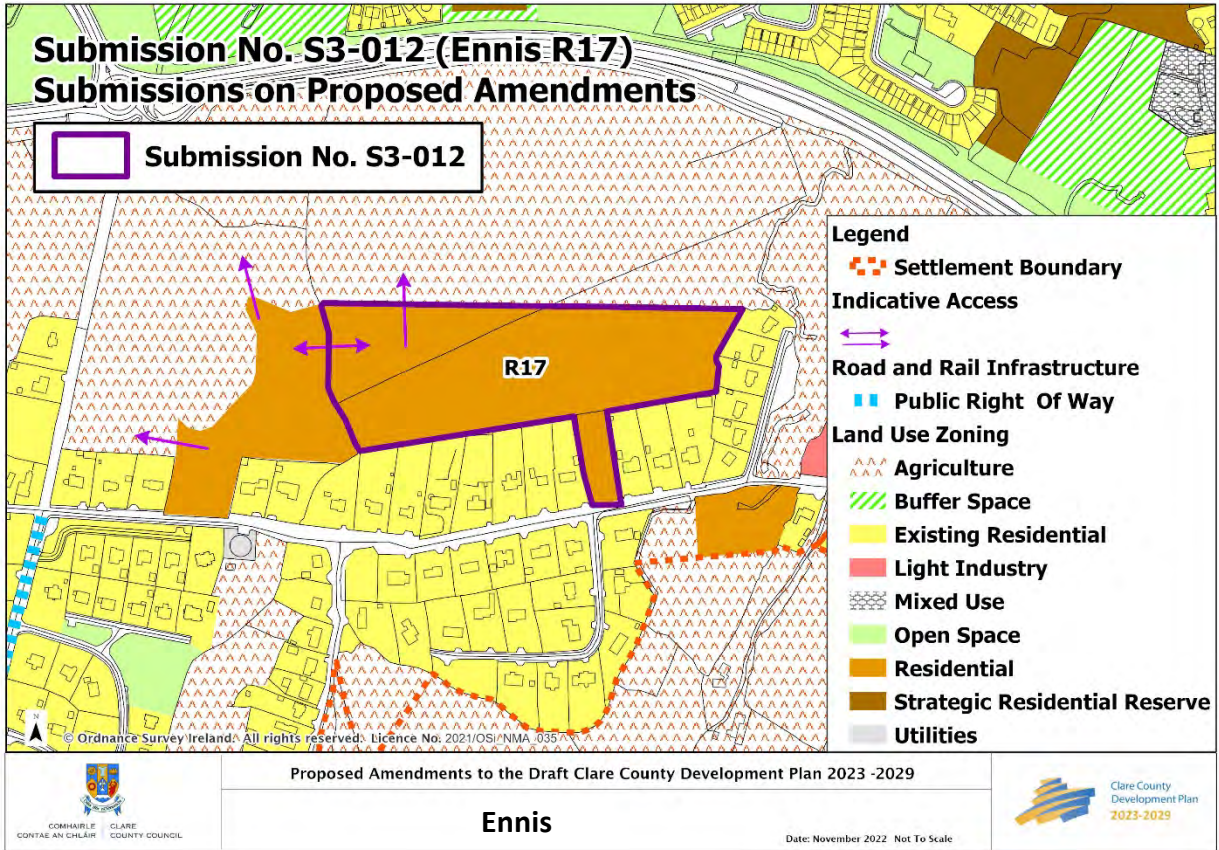 Submission No. S3-012 (Ennis R17)
Submissions on Proposed Amendments
Submission No. S3-012
R17
Legend
Settlement Boundary
Indicative Access
Road and Rail Infrastructure
Public Right Of Way
Land Use Zoning
Agriculture
Buffer Space
Existing Residential
Light Industry
Mixed Use
Open Space
Residential
Strategic Residential Reserve
Utilities
N
© Ordnance Survey Ireland. All rights reserved. Licence No. 2021/OSI_NMA_035
COMHAIRLE CONTAE AN CHLÁIR
CLARE COUNTY COUNCIL
Proposed Amendments to the Draft Clare County Development Plan 2023 -2029
Ennis
Date: November 2022 Not To Scale
Clare County
Development Plan
2023-2029